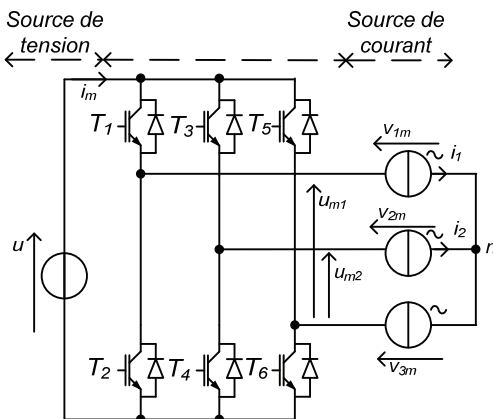 Source de
tension
Source de
courant
i_m
T_1
T_3
T_5
v_1m
i_1
v_2m
i_2
n
u
u_m1
u_m2
T_2
T_4
T_6
v_3m